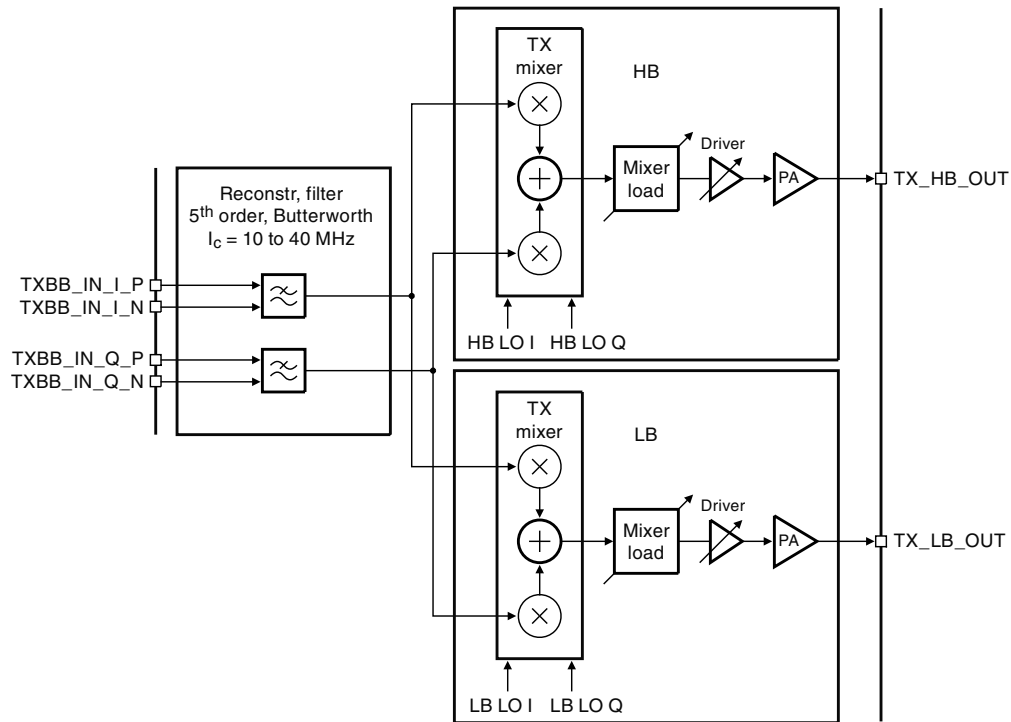 Reconstr, filter
5th order, Butterworth
Ic = 10 to 40 MHz
TXBB_IN_I_P
TXBB_IN_I_N
TXBB_IN_Q_P
TXBB_IN_Q_N
TX
mixer
HB
Mixer
load
Driver
PA
TX_HB_OUT
HB LO I
HB LO Q
TX
mixer
LB
Mixer
load
Driver
PA
TX_LB_OUT
LB LO I
LB LO Q